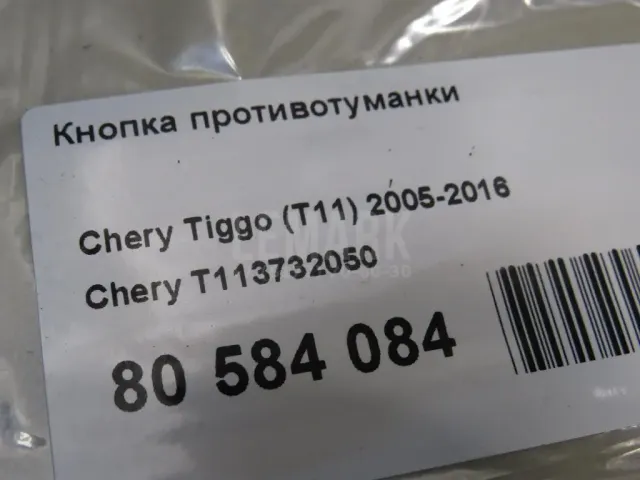 Кнопка противотуманки
Chery Tiggo (T11) 2005-2016
Chery T113732050
80 584 084